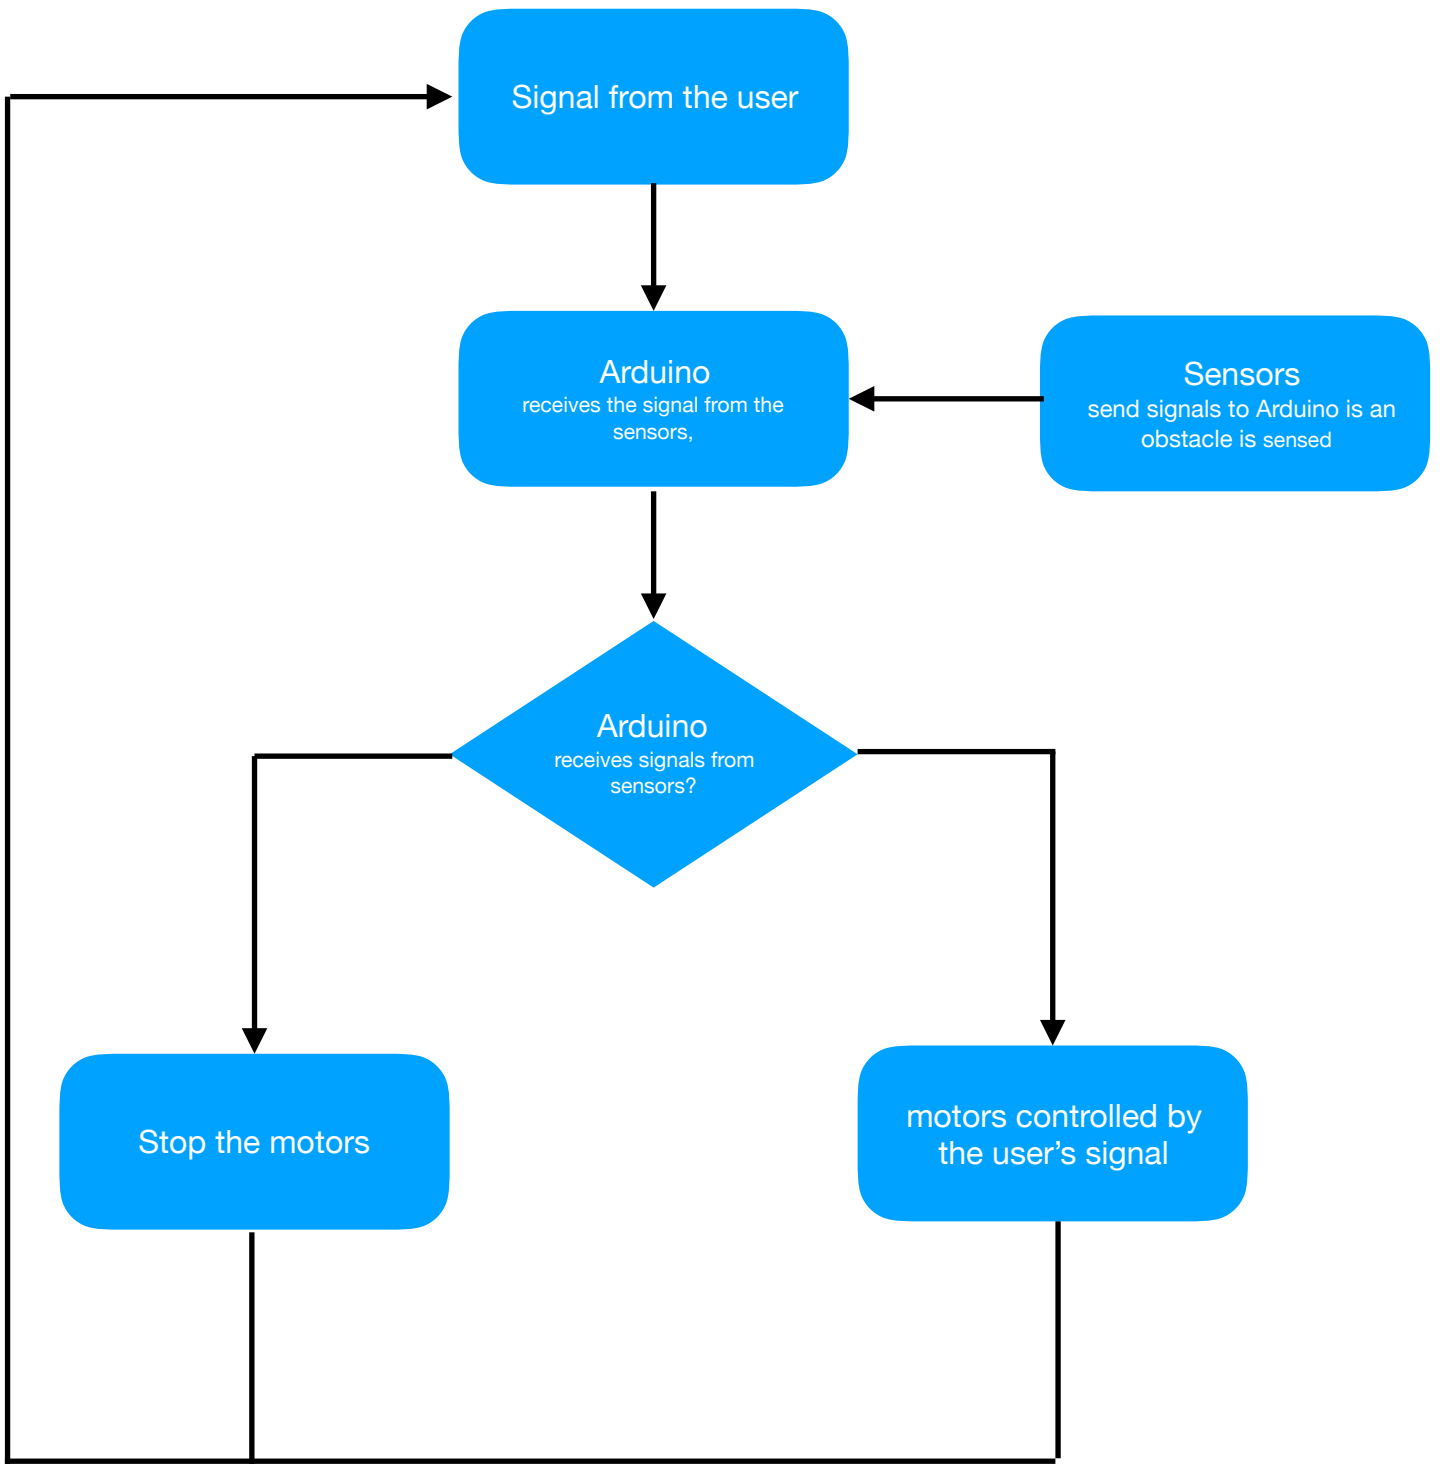 Signal from the user
Arduino
receives the signal from the
sensors,
Sensors
send signals to Arduino is an
obstacle is sensed
Arduino
receives signals from
sensors?
Stop the motors
motors controlled by
the user’s signal